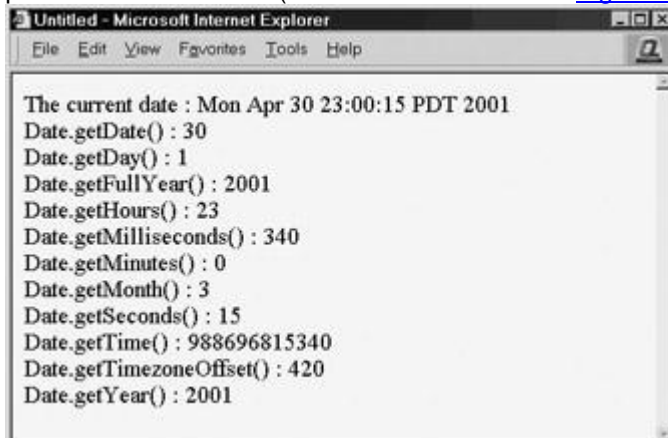 Untitled - Microsoft Internet Explorer
File Edit View Favorites Tools Help
The current date : Mon Apr 30 23:00:15 PDT 2001
Date.getDate() : 30
Date.getDay() : 1
Date.getFullYear() : 2001
Date.getHours() : 23
Date.getMilliseconds() : 340
Date.getMinutes() : 0
Date.getMonth() : 3
Date.getSeconds() : 15
Date.getTime() : 988696815340
Date.getTimezoneOffset() : 420
Date.getYear() : 2001